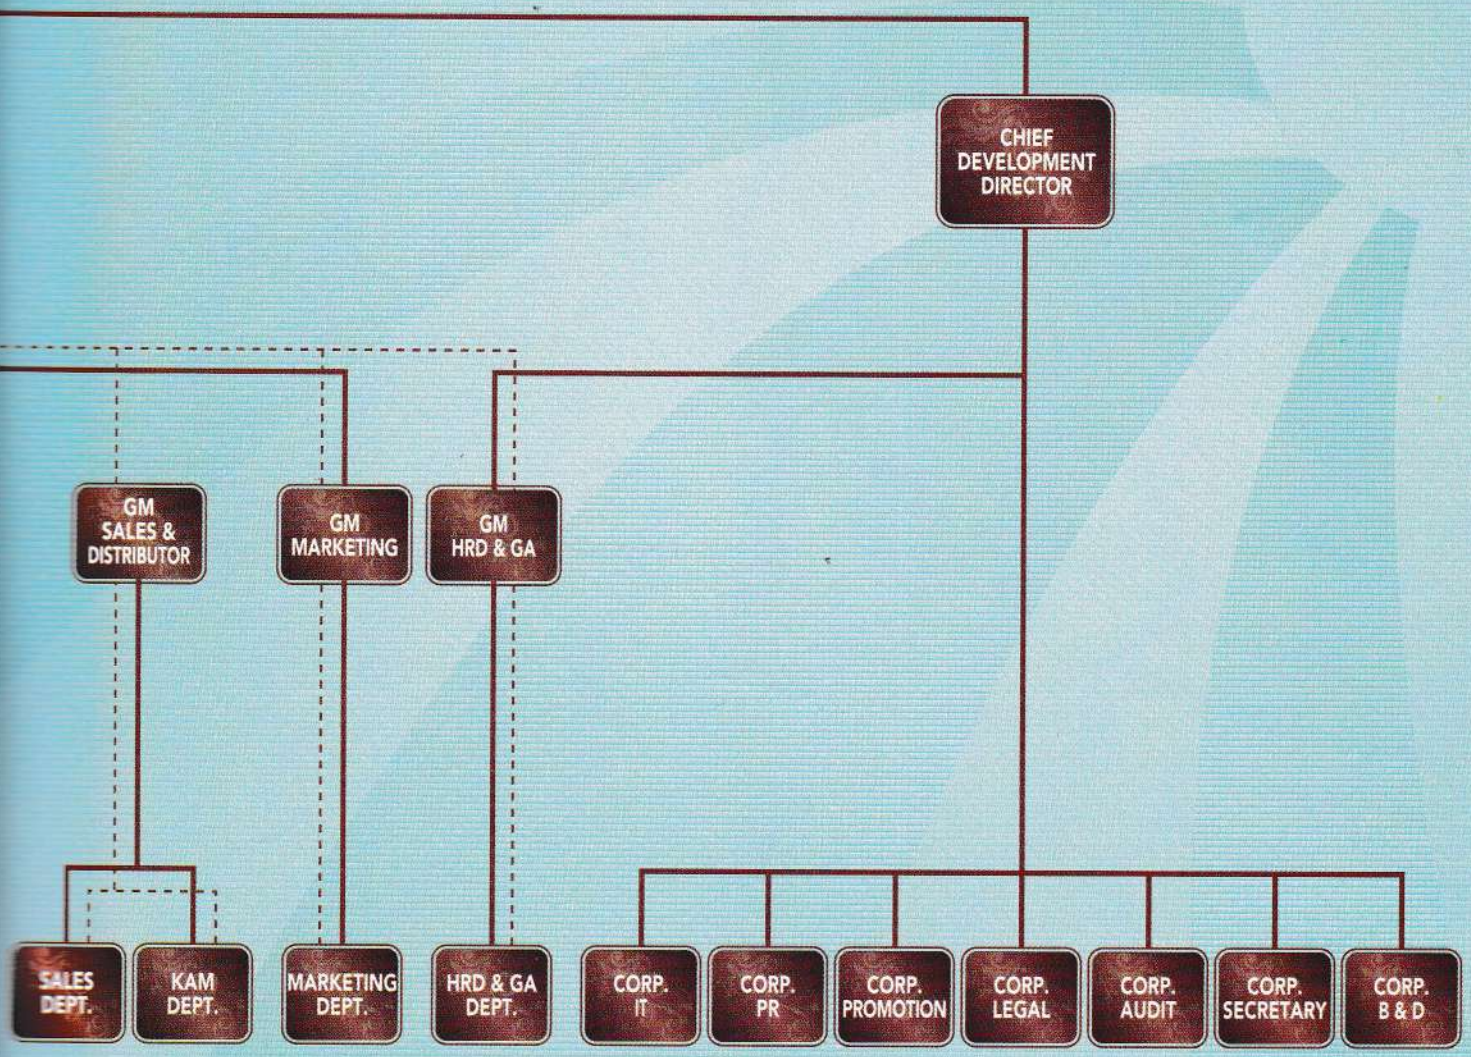 CHIEF
DEVELOPMENT
DIRECTOR
GM
SALES &
DISTRIBUTOR
GM
MARKETING
GM
HRD & GA
SALES
DEPT.
KAM
DEPT.
MARKETING
DEPT.
HRD & GA
DEPT.
CORP.
IT
CORP.
PR
CORP.
PROMOTION
CORP.
LEGAL
CORP.
AUDIT
CORP.
SECRETARY
CORP.
B & D